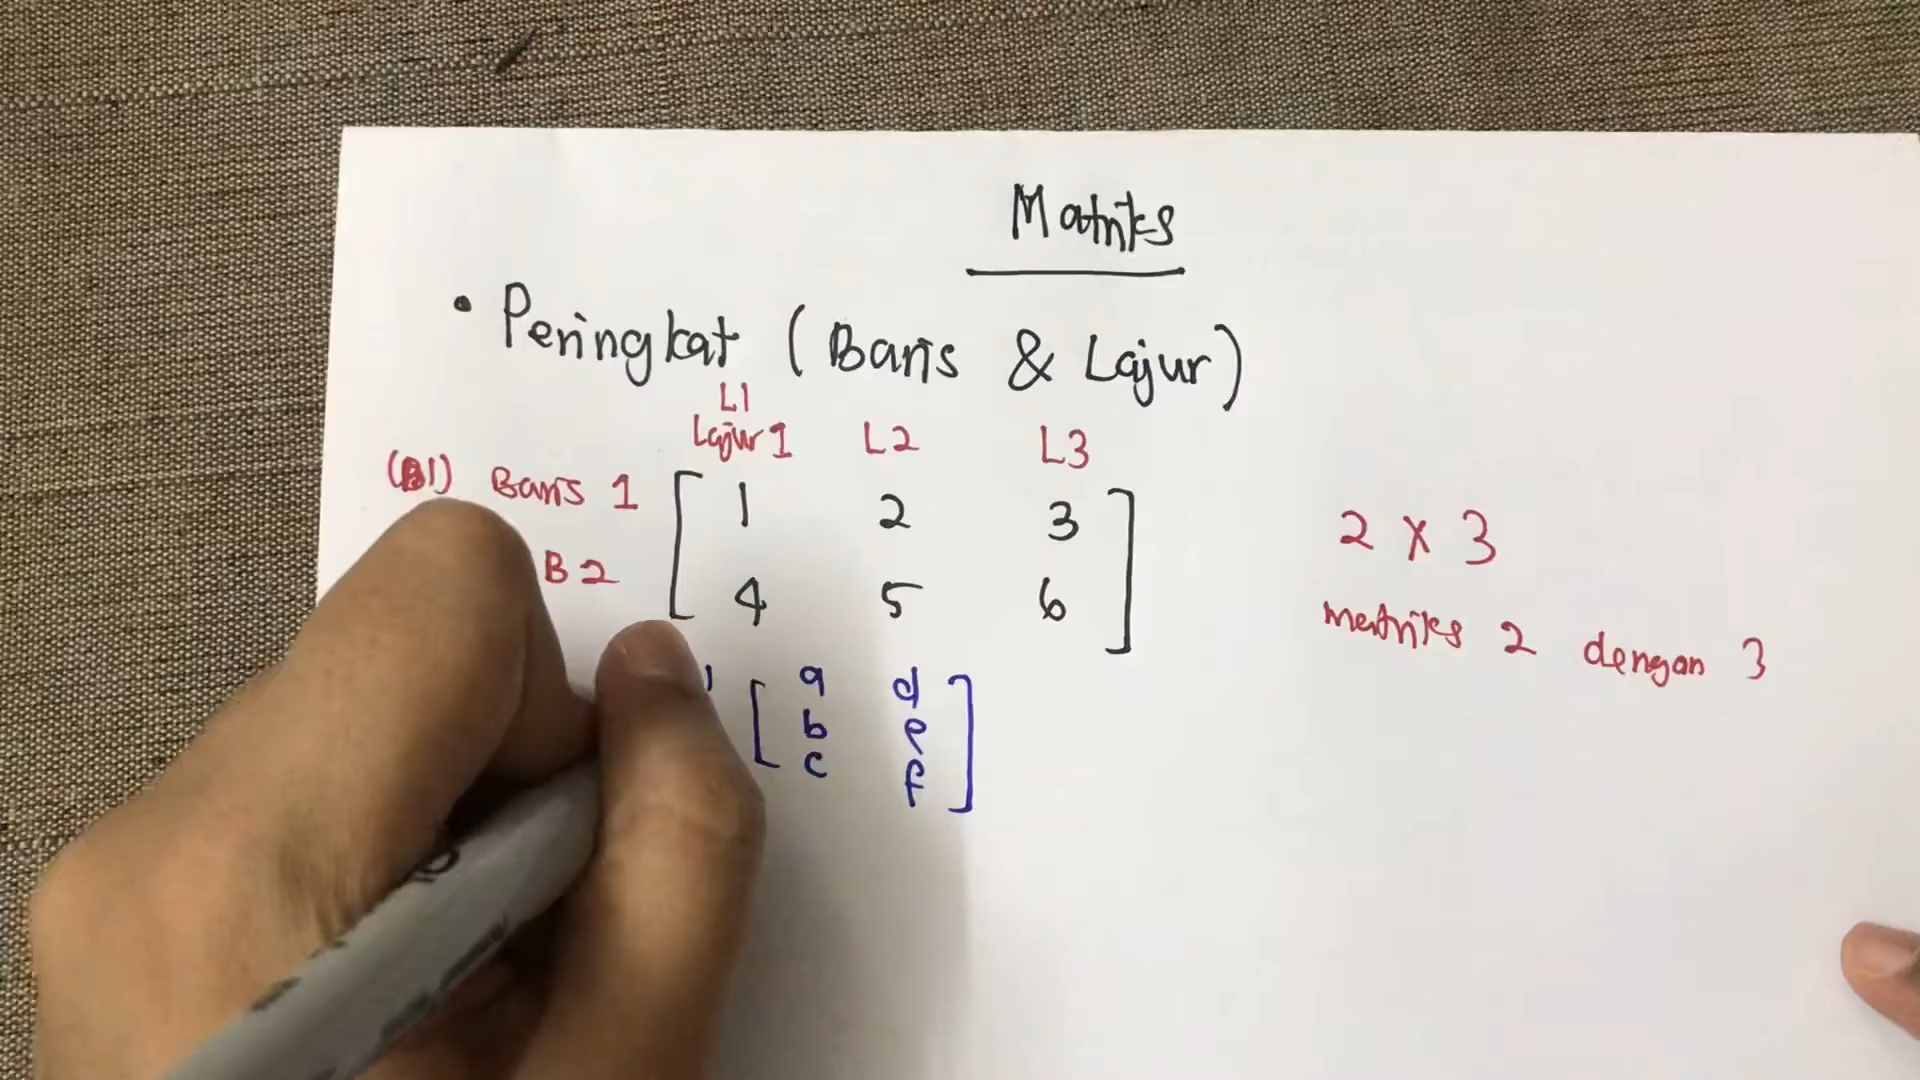 Matriks
• Peringkat (Baris & Lajur)
L1
Lajur 1 L2 L3
(B1) Baris 1 [ 1 2 3 ]
B2 4 5 6
2 x 3
matriks 2 dengan 3
[ a d ]
b e
c f